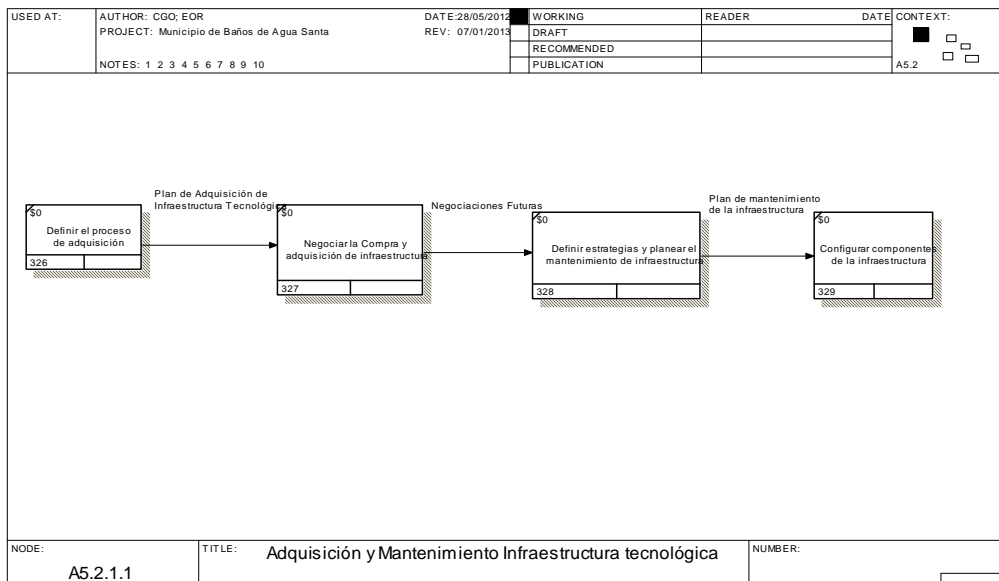 USED AT:
AUTHOR: CGO; EOR
DATE:28/05/2012
WORKING
READER
DATE
CONTEXT:
PROJECT: Municipio de Baños de Agua Santa
REV: 07/01/2013
DRAFT
RECOMMENDED
NOTES: 1 2 3 4 5 6 7 8 9 10
PUBLICATION
A5.2
$0
Definir el proceso
de adquisición
326
Plan de Adquisición de
Infraestructura Tecnológica
$0
Negociar la Compra y
adquisición de infraestructura
327
Negociaciones Futuras
$0
Definir estrategias y planear el
mantenimiento de infraestructura
328
Plan de mantenimiento
de la infraestructura
$0
Configurar componentes
de la infraestructura
329
NODE:
A5.2.1.1
TITLE:
Adquisición y Mantenimiento Infraestructura tecnológica
NUMBER: